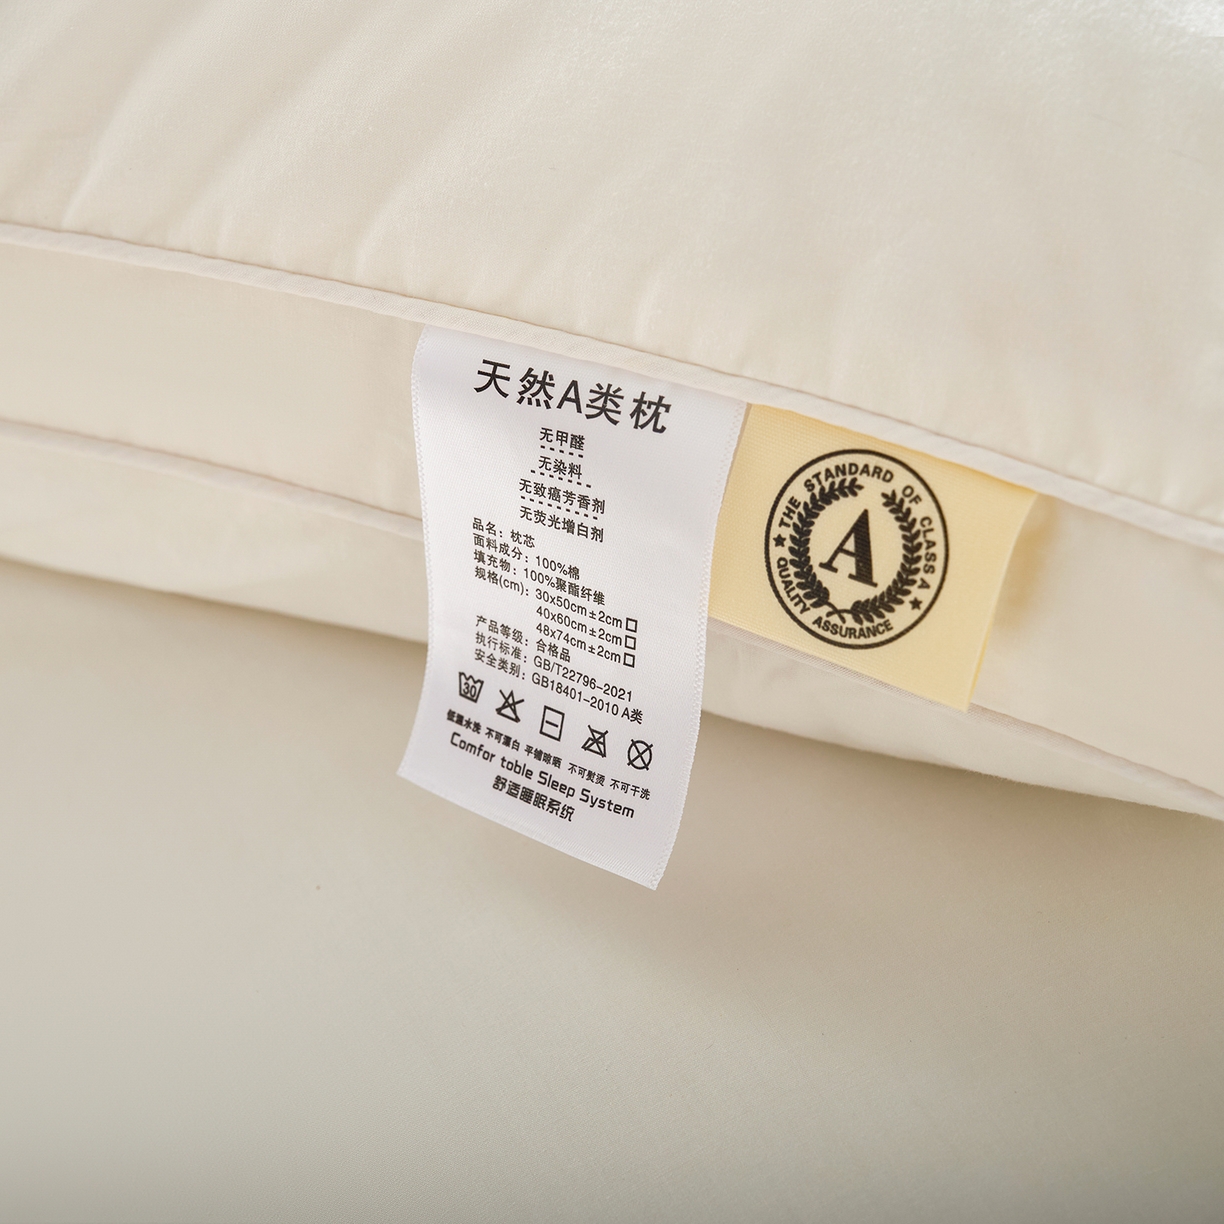 天然A类枕
无甲醛
无染料
无致癌芳香剂
无荧光增白剂
品名：枕芯
面料成分：100%棉
填充物：100%聚酯纤维
规格(cm)：30x50cm±2cm□
40x60cm±2cm□
48x74cm±2cm□
产品等级：合格品
执行标准：GB/T22796-2021
安全类别：GB18401-2010 A类
30
低温水洗 不可漂白 平铺晾晒 不可熨烫 不可干洗
Comfor toble Sleep System
舒适睡眠系统
THE STANDARD OF CLASS A
A
QUALITY ASSURANCE